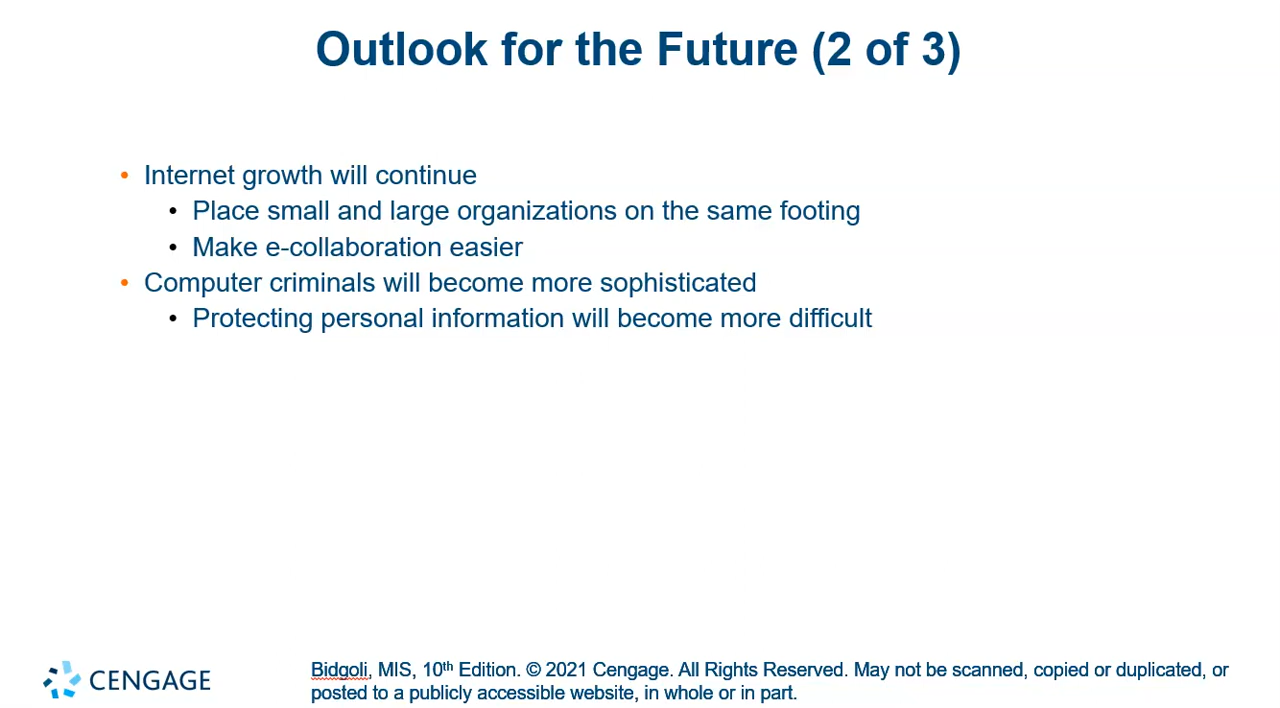 Outlook for the Future (2 of 3)
• Internet growth will continue
• Place small and large organizations on the same footing
• Make e-collaboration easier
• Computer criminals will become more sophisticated
• Protecting personal information will become more difficult
CENGAGE
Bidgoli, MIS, 10th Edition. © 2021 Cengage. All Rights Reserved. May not be scanned, copied or duplicated, or
posted to a publicly accessible website, in whole or in part.